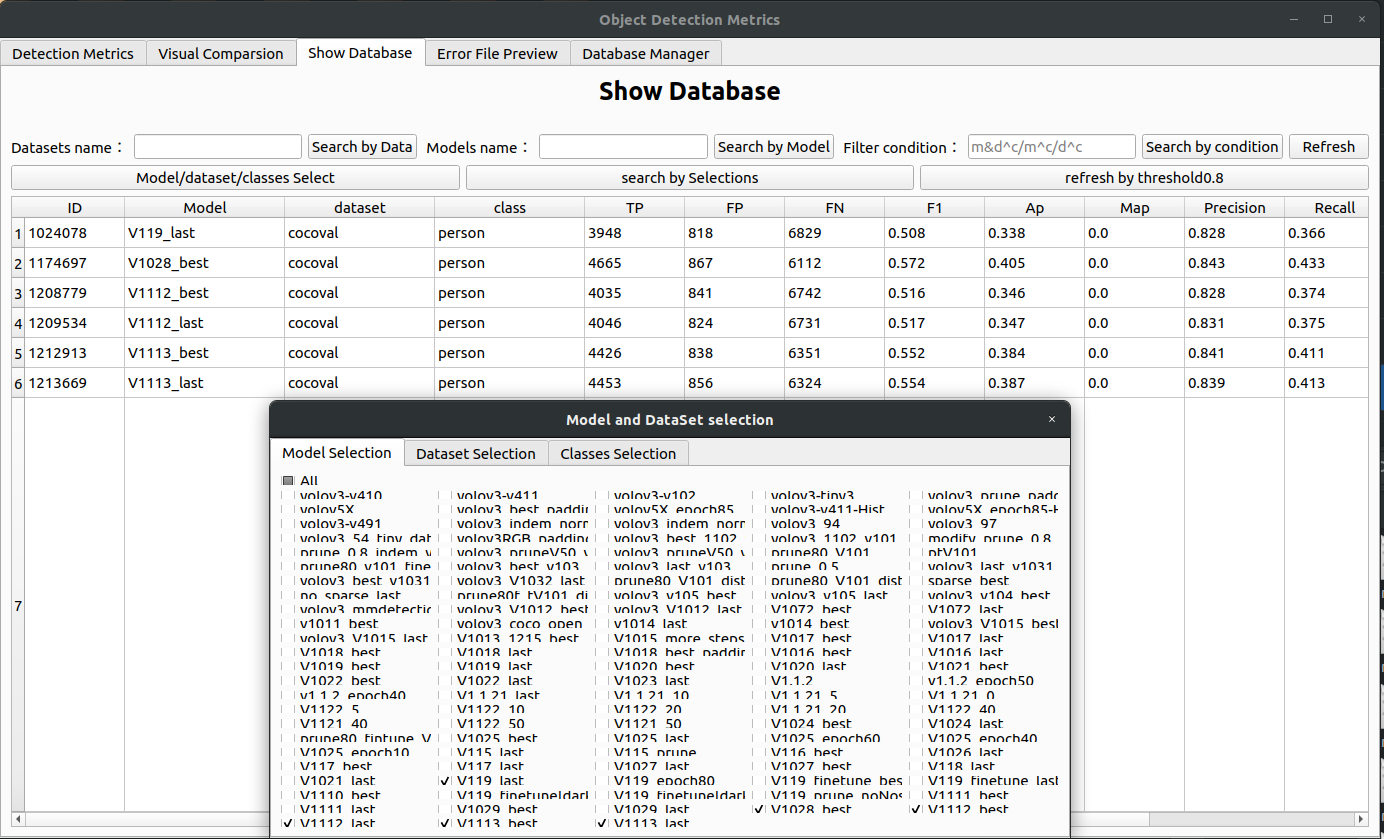 Object Detection Metrics
Detection Metrics Visual Comparsion Show Database Error File Preview Database Manager
Show Database
Datasets name： Search by Data Models name： Search by Model Filter condition： m&d^c/m^c/d^c Search by condition Refresh
Model/dataset/classes Select search by Selections refresh by threshold0.8
ID Model dataset class TP FP FN F1 Ap Map Precision Recall
1 1024078 V119_last cocoval person 3948 818 6829 0.508 0.338 0.0 0.828 0.366
2 1174697 V1028_best cocoval person 4665 867 6112 0.572 0.405 0.0 0.843 0.433
3 1208779 V1112_best cocoval person 4035 841 6742 0.516 0.346 0.0 0.828 0.374
4 1209534 V1112_last cocoval person 4046 824 6731 0.517 0.347 0.0 0.831 0.375
5 1212913 V1113_best cocoval person 4426 838 6351 0.552 0.384 0.0 0.841 0.411
6 1213669 V1113_last cocoval person 4453 856 6324 0.554 0.387 0.0 0.839 0.413
7
Model and DataSet selection
Model Selection Dataset Selection Classes Selection
All
yolov3-v410 yolov3-v411 yolov3-v102 yolov3-tiny3 yolov3_prune_padd
yolov5X yolov3_best_paddin yolov5X_epoch85 yolov3-v411-Hist yolov5X_epoch85-H
yolov3-v491 yolov3_indem_norn yolov3_indem_norn yolov3_94 yolov3_97
yolov3_54_tiny_dat yolov3RGB_padding yolov3_best_1102 yolov3_1102_v101 modify_prune_0.8
prune_0.8_indem_v yolov3_pruneV50_v yolov3_pruneV50_v prune80_V101 ptV101
prune80_v101_fine yolov3_best_v103 yolov3_last_v103 prune_0.5 yolov3_last_v1031
yolov3_best_v1031 yolov3_V1032_last prune80_V101_dist prune80_V101_dist sparse_best
no_sparse_last prune80f_tV101_di yolov3_v105_best yolov3_v105_last yolov3_v104_best
yolov3_mmdetectio yolov3_V1012_best yolov3_V1012_last V1072_best V1072_last
v1011_best yolov3_coco_open v1014_last v1014_best yolov3_V1015_best
yolov3_V1015_last V1013_1215_best V1015_more_steps V1017_best V1017_last
V1018_best V1018_last V1018_best_paddin V1016_best V1016_last
V1019_best V1019_last V1020_best V1020_last V1021_best
V1022_best V1022_last V1023_last V1.1.2 v1.1.2_epoch50
v1.1.2_epoch40 V1.1.21_last V1.1.21_10 V1.1.21_5 V1.1.21_0
V1122_5 V1122_10 V1122_20 V1.1.21_20 V1122_40
V1121_40 V1122_50 V1121_50 V1024_best V1024_last
prune80_fintune_V V1025_best V1025_last V1025_epoch60 V1025_epoch40
V1025_epoch10 V115_last V115_prune V116_best V1026_last
V117_best V117_last V1027_last V1027_best V118_last
V1021_last V119_last V119_epoch80 V119_finetune_bes V119_finetune_last
V1110_best V119_finetune(dark V119_finetune(dark V119_prune_noNos V1111_best
V1111_last V1029_best V1029_last V1028_best V1112_best
V1112_last V1113_best V1113_last